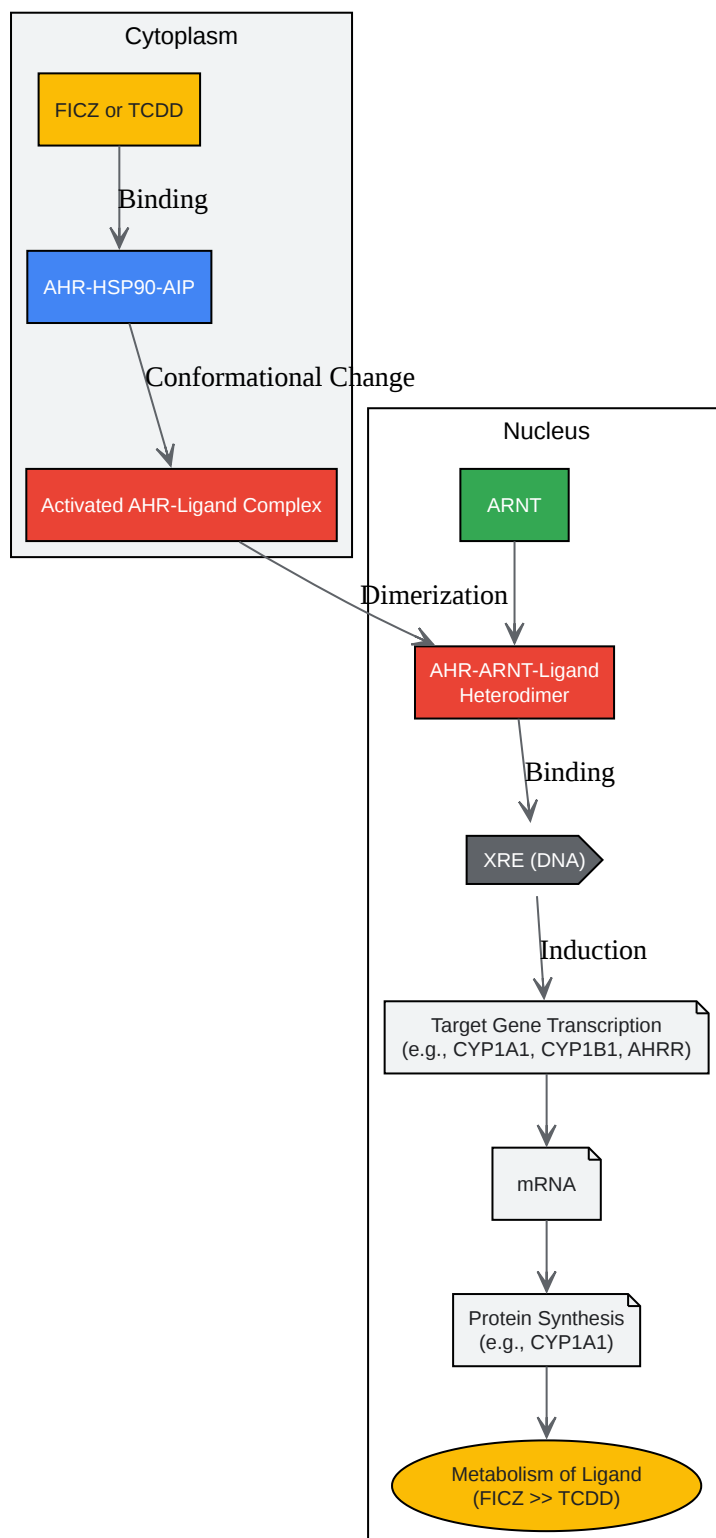 Cytoplasm
FICZ or TCDD
Binding
AHR-HSP90-AIP
Conformational Change
Activated AHR-Ligand Complex
Nucleus
ARNT
Dimerization
AHR-ARNT-Ligand
Heterodimer
Binding
XRE (DNA)
Induction
Target Gene Transcription
(e.g., CYP1A1, CYP1B1, AHRR)
mRNA
Protein Synthesis
(e.g., CYP1A1)
Metabolism of Ligand
(FICZ >> TCDD)